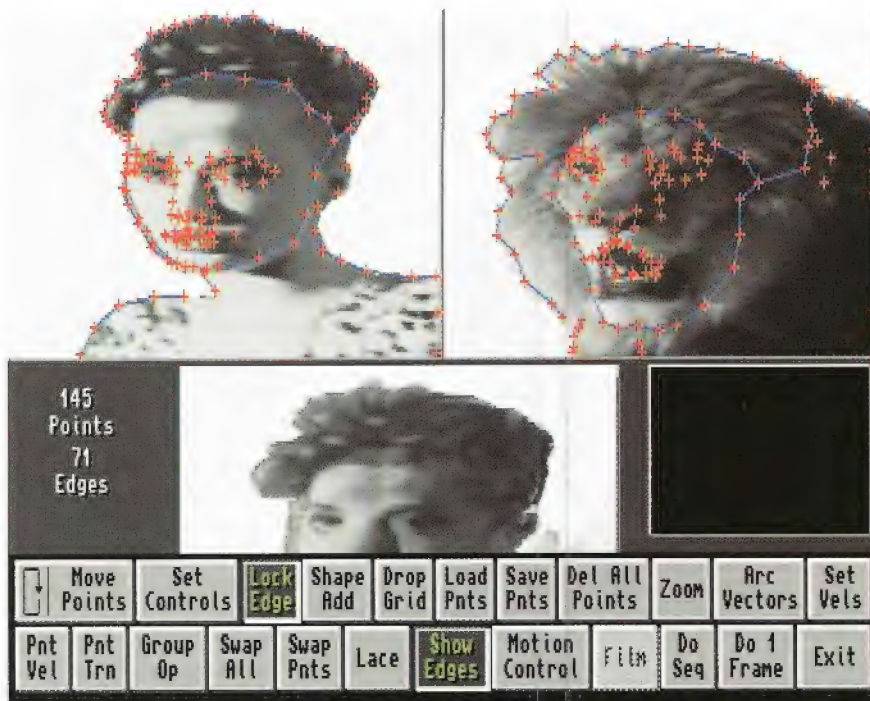 145
Points
71
Edges
Move Points
Set Controls
Lock Edge
Shape Add
Drop Grid
Load Pnts
Save Pnts
Del All Points
Zoom
Arc Vectors
Set Vels
Pnt Vel
Pnt Trn
Group Op
Swap All
Swap Pnts
Lace
Show Edges
Motion Control
Film
Do Seq
Do 1 Frame
Exit